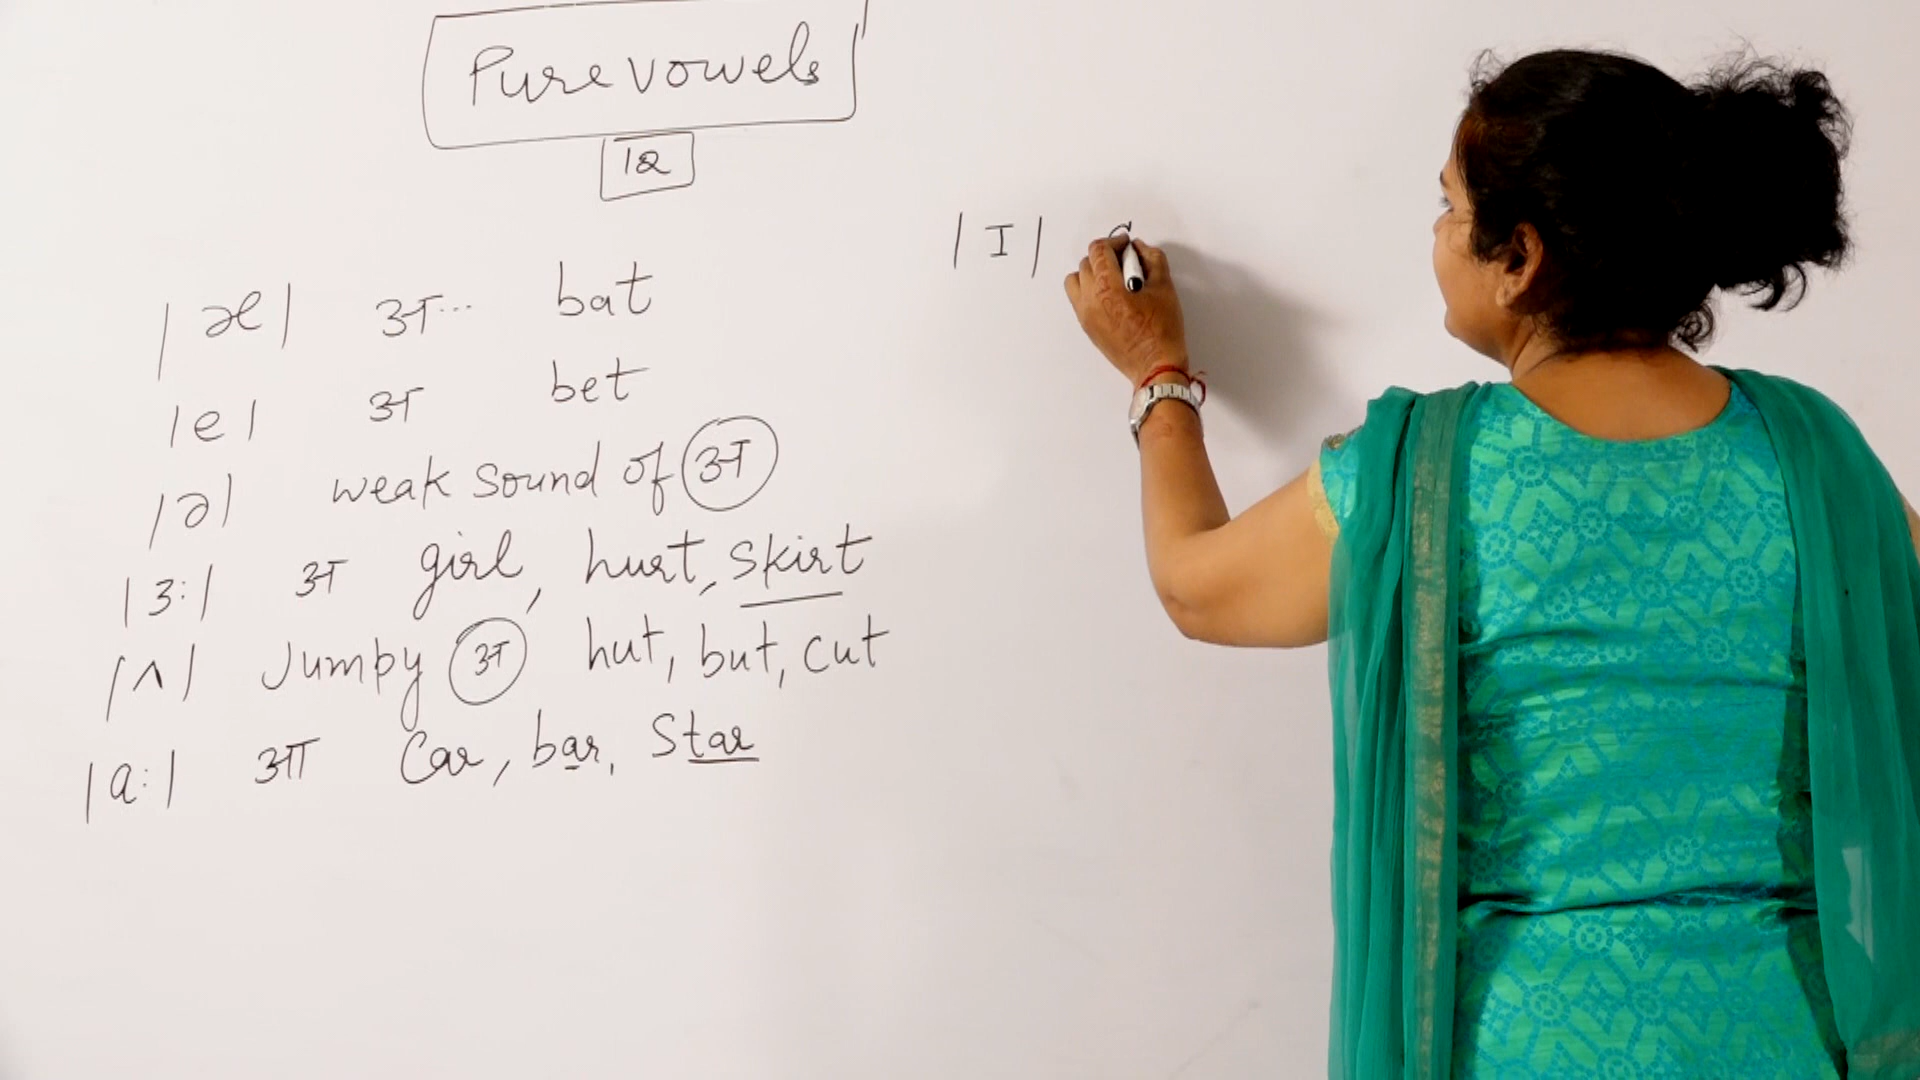 Pure vowels
12
/æ/ अ... bat
/e/ अ bet
/ə/ weak sound of अ
/3:/ अ girl, hurt, skirt
/ʌ/ Jumpy अ hut, but, cut
/a:/ आ Car, bar, Star
/I/